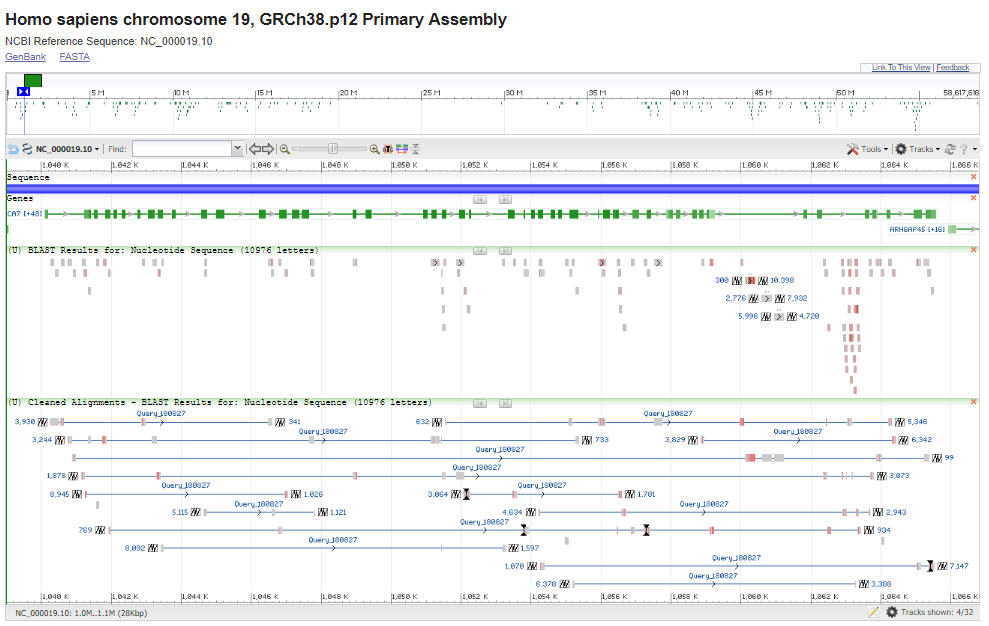 Homo sapiens chromosome 19, GRCh38.p12 Primary Assembly
NCBI Reference Sequence: NC_000019.10
GenBank FASTA
Link To This View | Feedback
5 M 10 M 15 M 20 M 25 M 30 M 35 M 40 M 45 M 50 M 58,617,616
NC_000019.10 Find: Tools Tracks ?
1,040 K 1,042 K 1,044 K 1,046 K 1,048 K 1,050 K 1,052 K 1,054 K 1,056 K 1,058 K 1,060 K 1,062 K 1,064 K 1,066 K
Sequence
Genes
[+48]
ARHGAP45 [+16]
(U) BLAST Results for: Nucleotide Sequence (10976 letters)
300 10,398
2,776 7,932
5,998 4,720
(U) Cleaned Alignments - BLAST Results for: Nucleotide Sequence (10976 letters)
3,930 Query_180827 341 632 Query_180827 5,346
3,244 Query_180827 733 3,829 Query_180827 6,342
Query_180827 99
1,878 Query_180827 3,073
8,945 Query_180827 1,026 3,064 Query_180827 1,781
5,115 Query_180827 1,121 4,634 Query_180827 2,943
769 Query_180827 934
8,092 Query_180827 1,597
1,070 Query_180827 7,147
6,378 Query_180827 3,388
1,040 K 1,042 K 1,044 K 1,046 K 1,048 K 1,050 K 1,052 K 1,054 K 1,056 K 1,058 K 1,060 K 1,062 K 1,064 K 1,066 K
NC_000019.10: 1.0M..1.1M (28Kbp) Tracks shown: 4/32